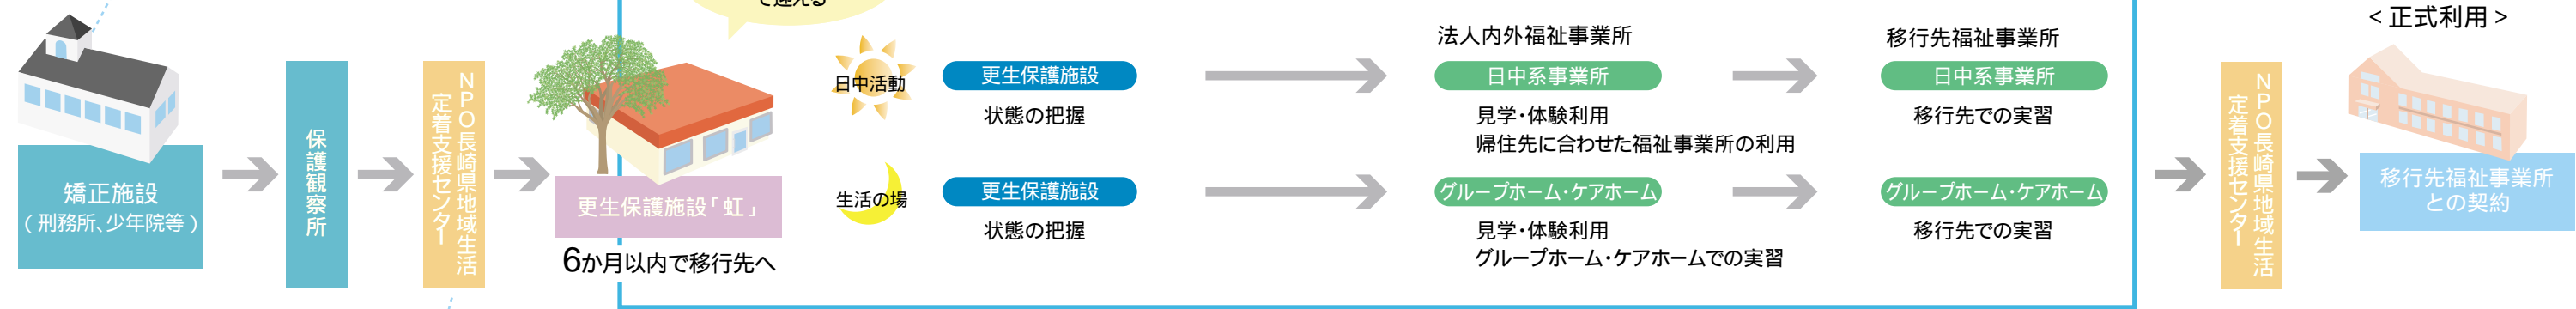 で迎える
<正式利用>
矯正施設
(刑務所、少年院等)
保護観察所
NPO長崎県地域生活
定着支援センター
更生保護施設「虹」
6か月以内で移行先へ
日中活動
更生保護施設
状態の把握
法人内外福祉事業所
日中系事業所
見学・体験利用
帰住先に合わせた福祉事業所の利用
移行先福祉事業所
日中系事業所
移行先での実習
生活の場
更生保護施設
状態の把握
グループホーム・ケアホーム
見学・体験利用
グループホーム・ケアホームでの実習
グループホーム・ケアホーム
移行先での実習
NPO長崎県地域生活
定着支援センター
移行先福祉事業所
との契約